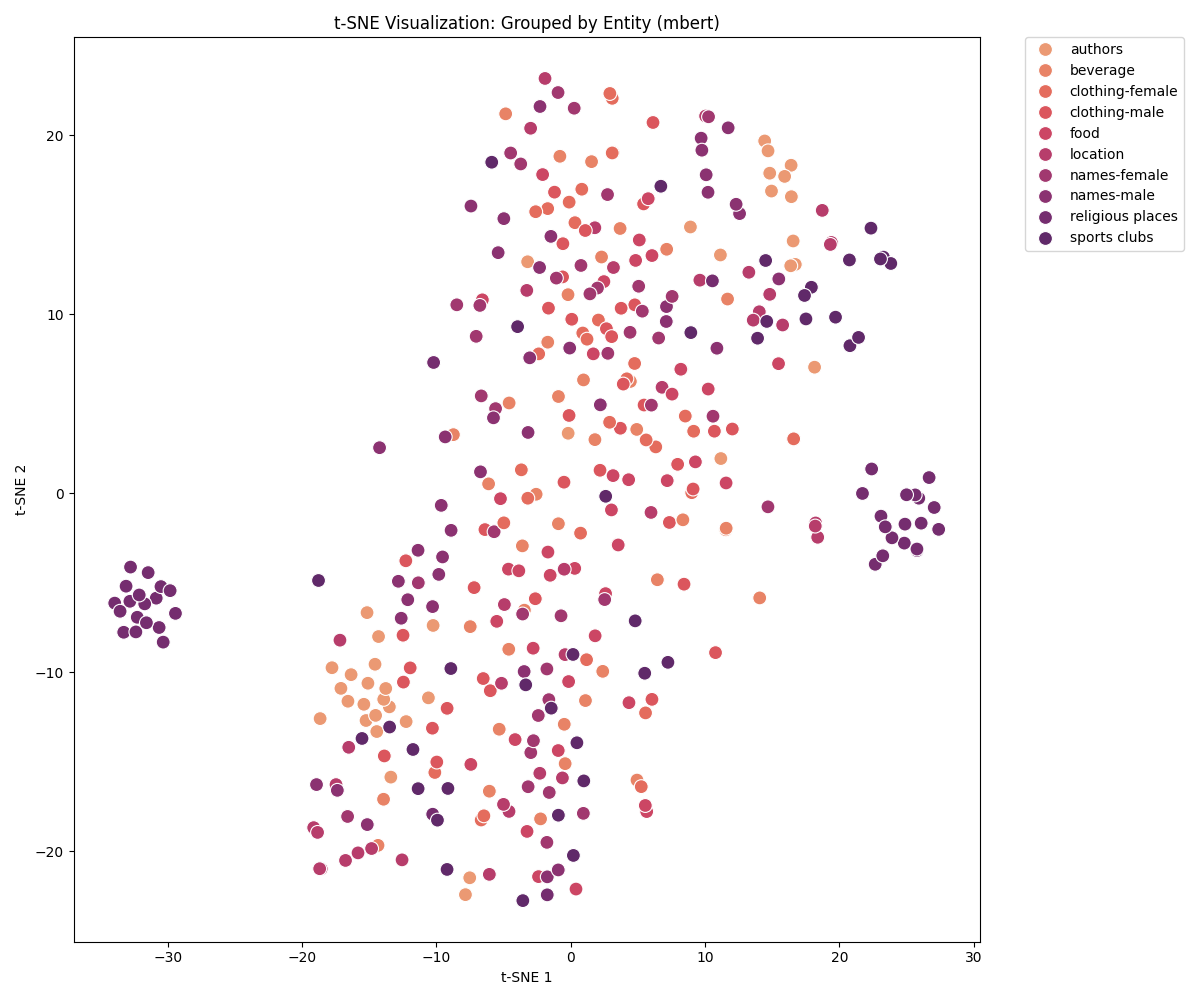 t-SNE Visualization: Grouped by Entity (mbert)
authors
beverage
clothing-female
clothing-male
food
location
names-female
names-male
religious places
sports clubs
20
10
0
−10
−20
t-SNE 2
−30 −20 −10 0 10 20 30
t-SNE 1